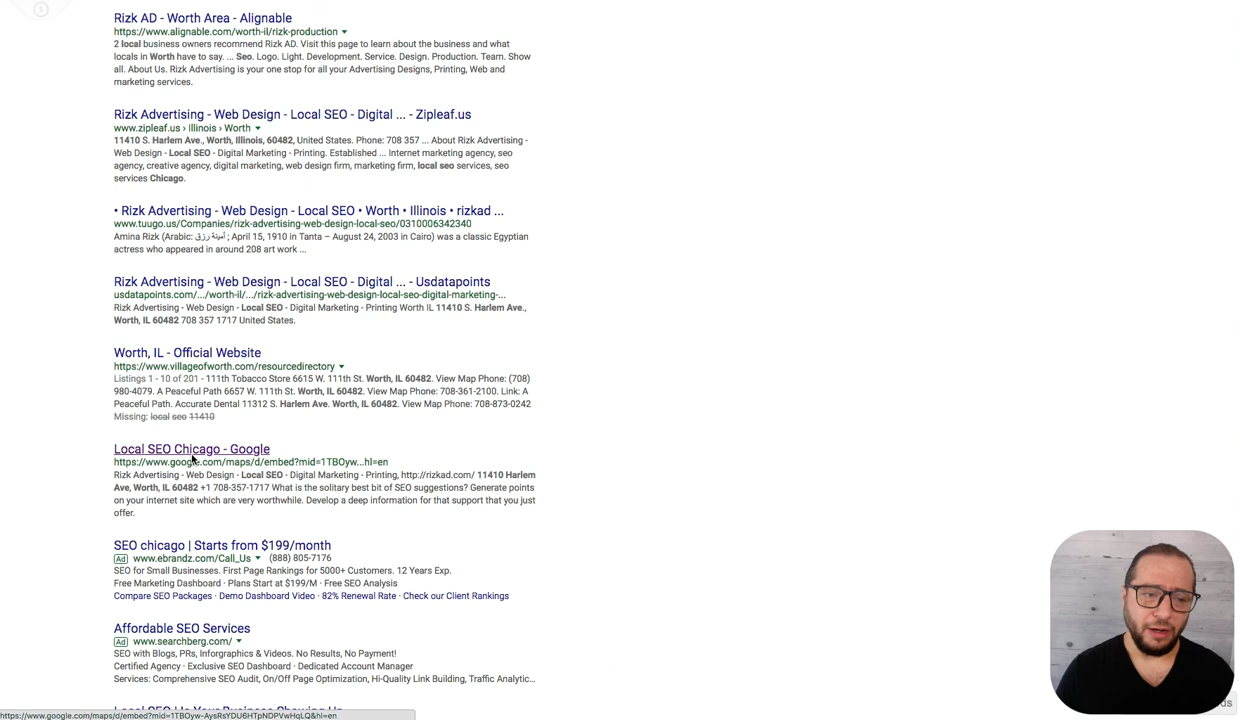 Rizk AD - Worth Area - Alignable
https://www.alignable.com/worth-il/rizk-production
2 local business owners recommend Rizk AD. Visit this page to learn about the business and what
locals in Worth have to say. ... Seo. Logo. Light. Development. Service. Design. Production. Team. Show
all. About Us. Rizk Advertising is your one stop for all your Advertising Designs, Printing, Web and
marketing services.
Rizk Advertising - Web Design - Local SEO - Digital ... - Zipleaf.us
www.zipleaf.us › Illinois › Worth
11410 S. Harlem Ave., Worth, Illinois, 60482, United States. Phone: 708 357 ... About Rizk Advertising -
Web Design - Local SEO - Digital Marketing - Printing. Established ... Internet marketing agency, seo
agency, creative agency, digital marketing, web design firm, marketing firm, local seo services, seo
services Chicago.
• Rizk Advertising - Web Design - Local SEO • Worth • Illinois • rizkad ...
www.tuugo.us/Companies/rizk-advertising-web-design-local-seo/0310006342340
Amina Rizk (Arabic: أمينة رزق ; April 15, 1910 in Tanta – August 24, 2003 in Cairo) was a classic Egyptian
actress who appeared in around 208 art work ...
Rizk Advertising - Web Design - Local SEO - Digital ... - Usdatapoints
usdatapoints.com/.../worth-il/.../rizk-advertising-web-design-local-seo-digital-marketing-...
Rizk Advertising - Web Design - Local SEO - Digital Marketing - Printing Worth IL 11410 S. Harlem Ave.,
Worth, IL 60482 708 357 1717 United States.
Worth, IL - Official Website
https://www.villageofworth.com/resourcedirectory
Listings 1 - 10 of 201 - 111th Tobacco Store 6615 W. 111th St. Worth, IL 60482. View Map Phone: (708)
980-4079. A Peaceful Path 6657 W. 111th St. Worth, IL 60482. View Map Phone: 708-361-2100. Link: A
Peaceful Path. Accurate Dental 11312 S. Harlem Ave. Worth, IL 60482. View Map Phone: 708-873-0242
Missing: local seo 11410
Local SEO Chicago - Google
https://www.google.com/maps/d/embed?mid=1TBOyw...hl=en
Rizk Advertising - Web Design - Local SEO - Digital Marketing - Printing, http://rizkad.com/ 11410 Harlem
Ave, Worth, IL 60482 +1 708-357-1717 What is the solitary best bit of SEO suggestions? Generate points
on your internet site which are very worthwhile. Develop a deep information for that support that you just
offer.
SEO chicago | Starts from $199/month
Ad www.ebrandz.com/Call_Us (888) 805-7176
SEO for Small Businesses. First Page Rankings for 5000+ Customers. 12 Years Exp.
Free Marketing Dashboard · Plans Start at $199/M · Free SEO Analysis
Compare SEO Packages · Demo Dashboard Video · 82% Renewal Rate · Check our Client Rankings
Affordable SEO Services
Ad www.searchberg.com/
SEO with Blogs, PRs, Inforgraphics & Videos. No Results, No Payment!
Certified Agency · Exclusive SEO Dashboard · Dedicated Account Manager
Services: Comprehensive SEO Audit, On/Off Page Optimization, Hi-Quality Link Building, Traffic Analytic...
https://www.google.com/maps/d/embed?mid=1TBOyw-AysRsYDU6HTpNDPVwHqLQ&hl=en